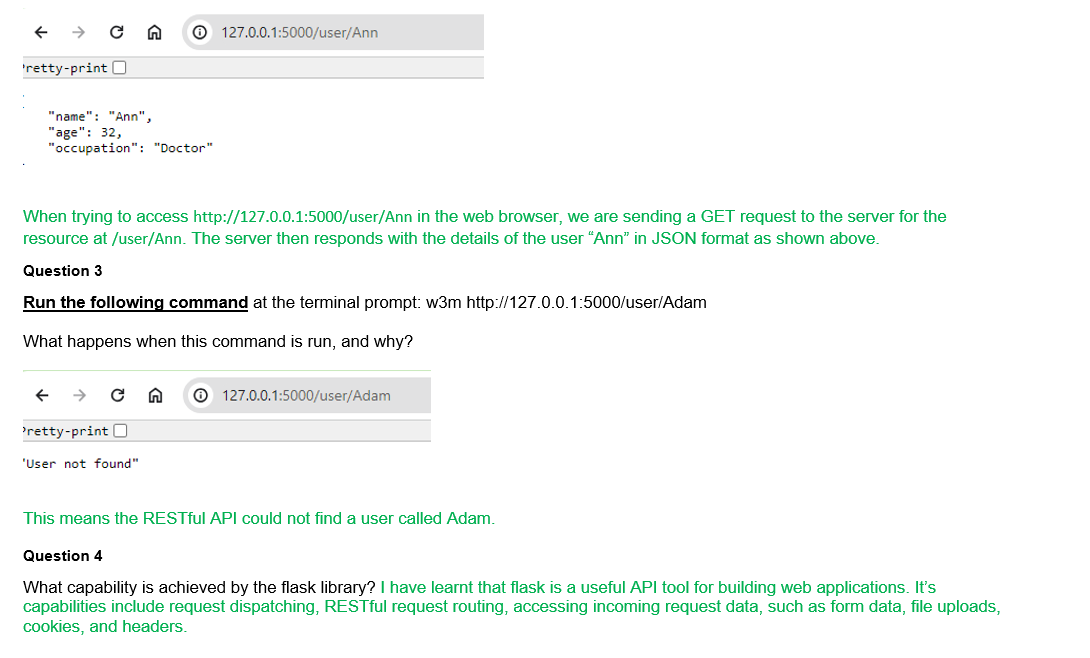 127.0.0.1:5000/user/Ann
retty-print
"name": "Ann",
"age": 32,
"occupation": "Doctor"
When trying to access http://127.0.0.1:5000/user/Ann in the web browser, we are sending a GET request to the server for the
resource at /user/Ann. The server then responds with the details of the user “Ann” in JSON format as shown above.
Question 3
Run the following command at the terminal prompt: w3m http://127.0.0.1:5000/user/Adam
What happens when this command is run, and why?
127.0.0.1:5000/user/Adam
retty-print
"User not found"
This means the RESTful API could not find a user called Adam.
Question 4
What capability is achieved by the flask library? I have learnt that flask is a useful API tool for building web applications. It’s
capabilities include request dispatching, RESTful request routing, accessing incoming request data, such as form data, file uploads,
cookies, and headers.